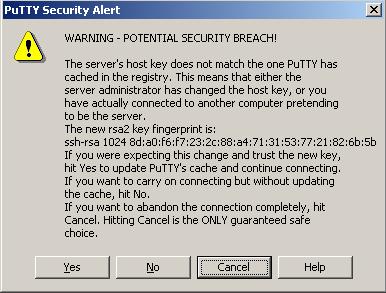 PuTTY Security Alert
WARNING - POTENTIAL SECURITY BREACH!
The server's host key does not match the one PuTTY has
cached in the registry. This means that either the
server administrator has changed the host key, or you
have actually connected to another computer pretending
to be the server.
The new rsa2 key fingerprint is:
ssh-rsa 1024 8d:a0:f6:f7:23:2c:88:a4:71:31:53:77:21:82:6b:5b
If you were expecting this change and trust the new key,
hit Yes to update PuTTY's cache and continue connecting.
If you want to carry on connecting but without updating
the cache, hit No.
If you want to abandon the connection completely, hit
Cancel. Hitting Cancel is the ONLY guaranteed safe
choice.
Yes No Cancel Help